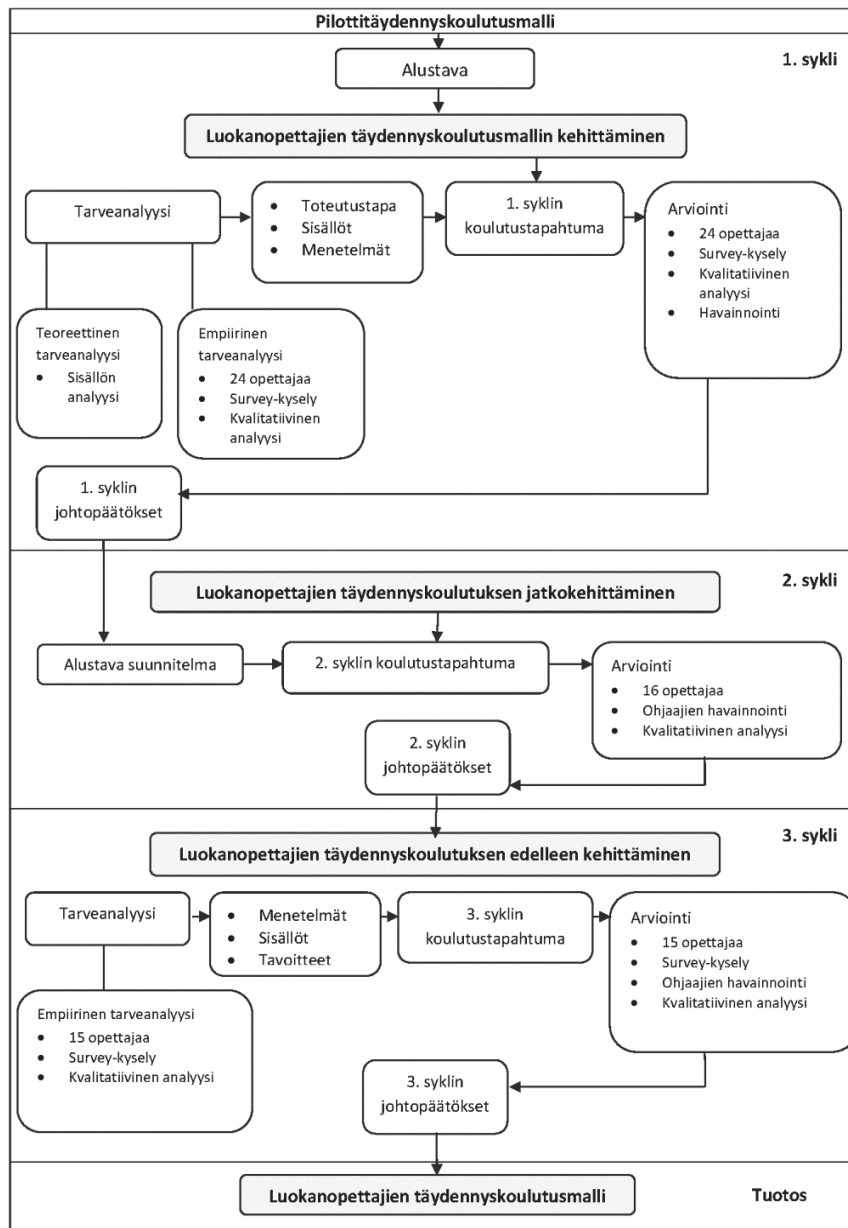 Pilottitäydennyskoulutusmalli
1. sykli
Alustava
Luokanopettajien täydennyskoulutusmallin kehittäminen
Tarveanalyysi
• Toteutustapa
• Sisällöt
• Menetelmät
1. syklin
koulutustapahtuma
Arviointi
• 24 opettajaa
• Survey-kysely
• Kvalitatiivinen
analyysi
• Havainnointi
Teoreettinen
tarveanalyysi
• Sisällön
analyysi
Empiirinen
tarveanalyysi
• 24 opettajaa
• Survey-kysely
• Kvalitatiivinen
analyysi
1. syklin
johtopäätökset
2. sykli
Luokanopettajien täydennyskoulutuksen jatkokehittäminen
Alustava suunnitelma
2. syklin koulutustapahtuma
Arviointi
• 16 opettajaa
• Ohjaajien havainnointi
• Kvalitatiivinen analyysi
2. syklin
johtopäätökset
3. sykli
Luokanopettajien täydennyskoulutuksen edelleen kehittäminen
Tarveanalyysi
• Menetelmät
• Sisällöt
• Tavoitteet
3. syklin
koulutustapahtuma
Arviointi
• 15 opettajaa
• Survey-kysely
• Ohjaajien havainnointi
• Kvalitatiivinen analyysi
Empiirinen tarveanalyysi
• 15 opettajaa
• Survey-kysely
• Kvalitatiivinen analyysi
3. syklin
johtopäätökset
Luokanopettajien täydennyskoulutusmalli
Tuotos